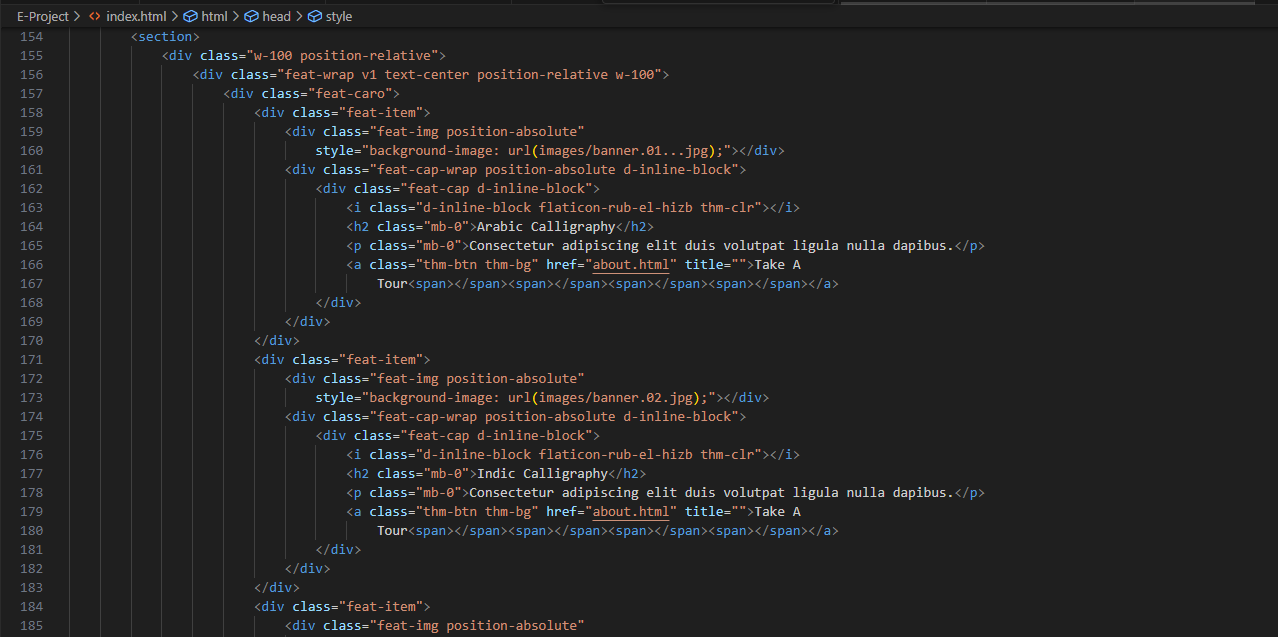 E-Project > <> index.html > html > head > style
154 <section>
155 <div class="w-100 position-relative">
156 <div class="feat-wrap v1 text-center position-relative w-100">
157 <div class="feat-caro">
158 <div class="feat-item">
159 <div class="feat-img position-absolute"
160 style="background-image: url(images/banner.01...jpg);"></div>
161 <div class="feat-cap-wrap position-absolute d-inline-block">
162 <div class="feat-cap d-inline-block">
163 <i class="d-inline-block flaticon-rub-el-hizb thm-clr"></i>
164 <h2 class="mb-0">Arabic Calligraphy</h2>
165 <p class="mb-0">Consectetur adipiscing elit duis volutpat ligula nulla dapibus.</p>
166 <a class="thm-btn thm-bg" href="about.html" title="">Take A
167 Tour<span></span><span></span><span></span><span></span></a>
168 </div>
169 </div>
170 </div>
171 <div class="feat-item">
172 <div class="feat-img position-absolute"
173 style="background-image: url(images/banner.02.jpg);"></div>
174 <div class="feat-cap-wrap position-absolute d-inline-block">
175 <div class="feat-cap d-inline-block">
176 <i class="d-inline-block flaticon-rub-el-hizb thm-clr"></i>
177 <h2 class="mb-0">Indic Calligraphy</h2>
178 <p class="mb-0">Consectetur adipiscing elit duis volutpat ligula nulla dapibus.</p>
179 <a class="thm-btn thm-bg" href="about.html" title="">Take A
180 Tour<span></span><span></span><span></span><span></span></a>
181 </div>
182 </div>
183 </div>
184 <div class="feat-item">
185 <div class="feat-img position-absolute"